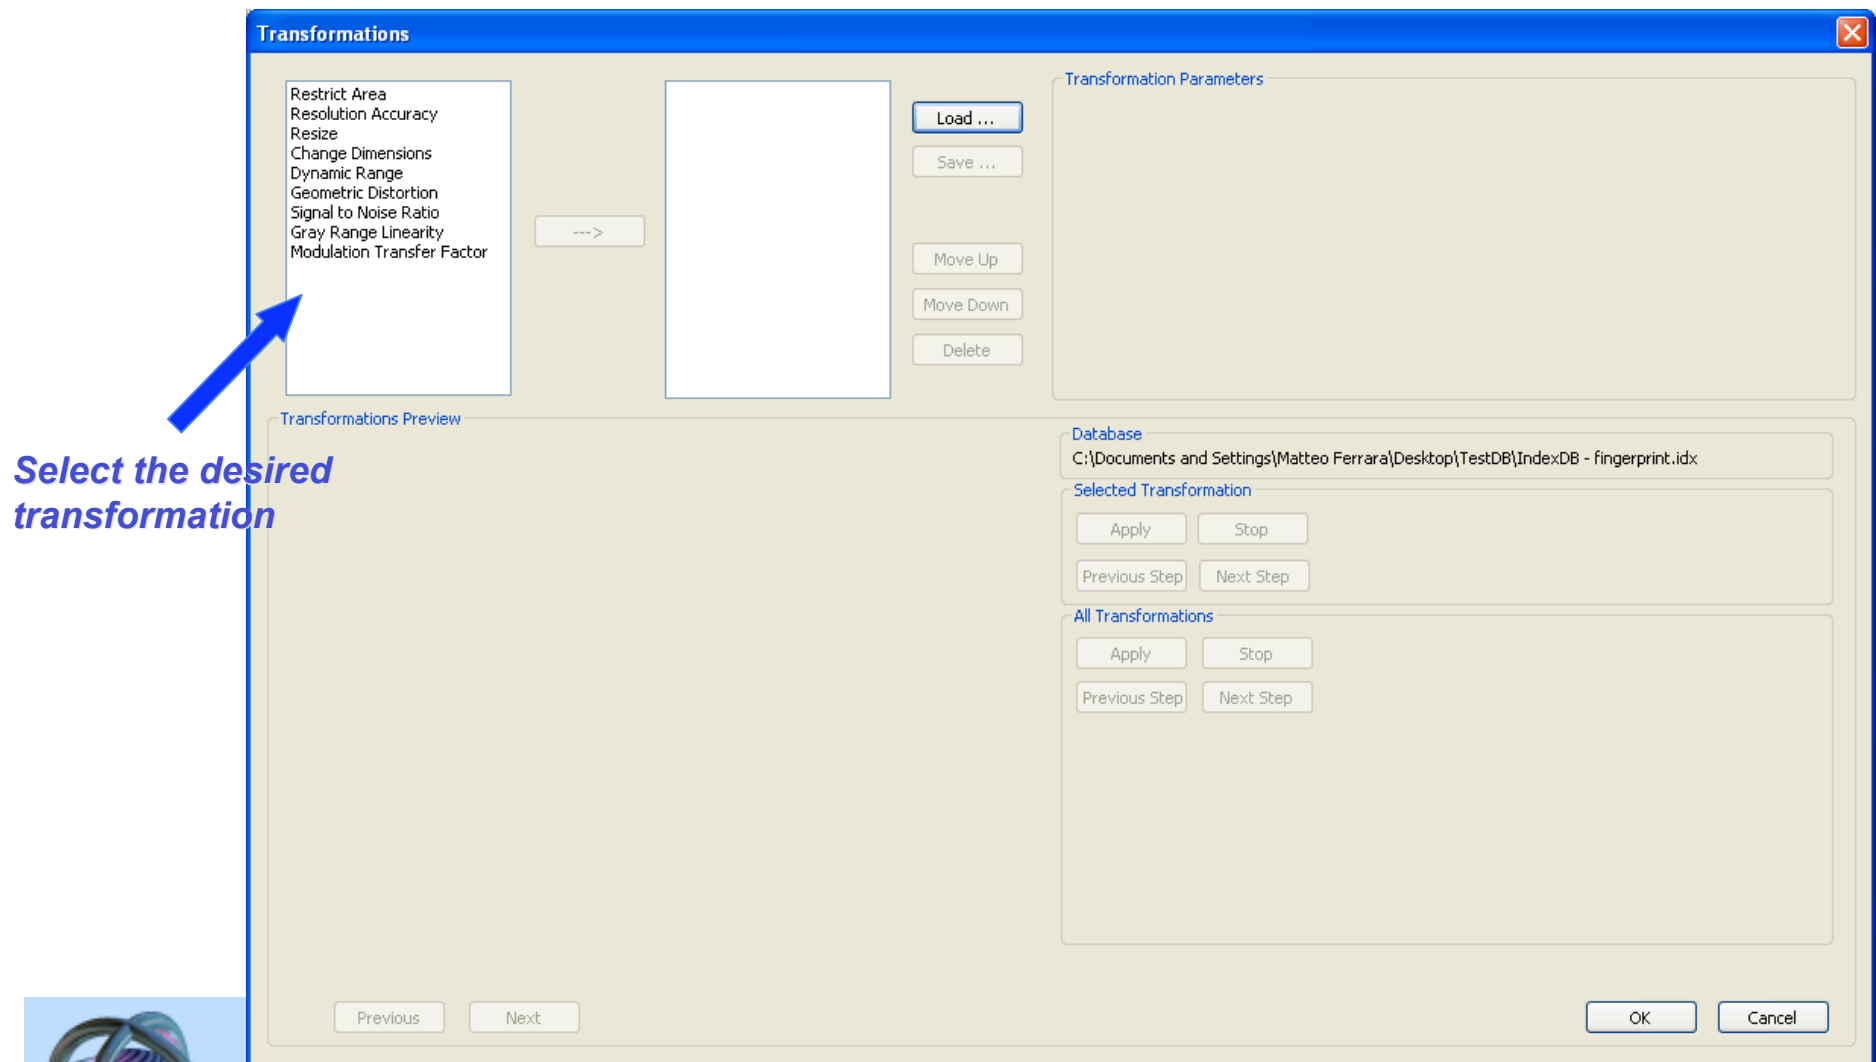 Transformations
Restrict Area
Resolution Accuracy
Resize
Change Dimensions
Dynamic Range
Geometric Distortion
Signal to Noise Ratio
Gray Range Linearity
Modulation Transfer Factor
--->
Load ...
Save ...
Move Up
Move Down
Delete
Transformation Parameters
Select the desired
transformation
Transformations Preview
Database
C:\Documents and Settings\Matteo Ferrara\Desktop\TestDB\IndexDB - fingerprint.idx
Selected Transformation
Apply Stop
Previous Step Next Step
All Transformations
Apply Stop
Previous Step Next Step
Previous Next
OK Cancel